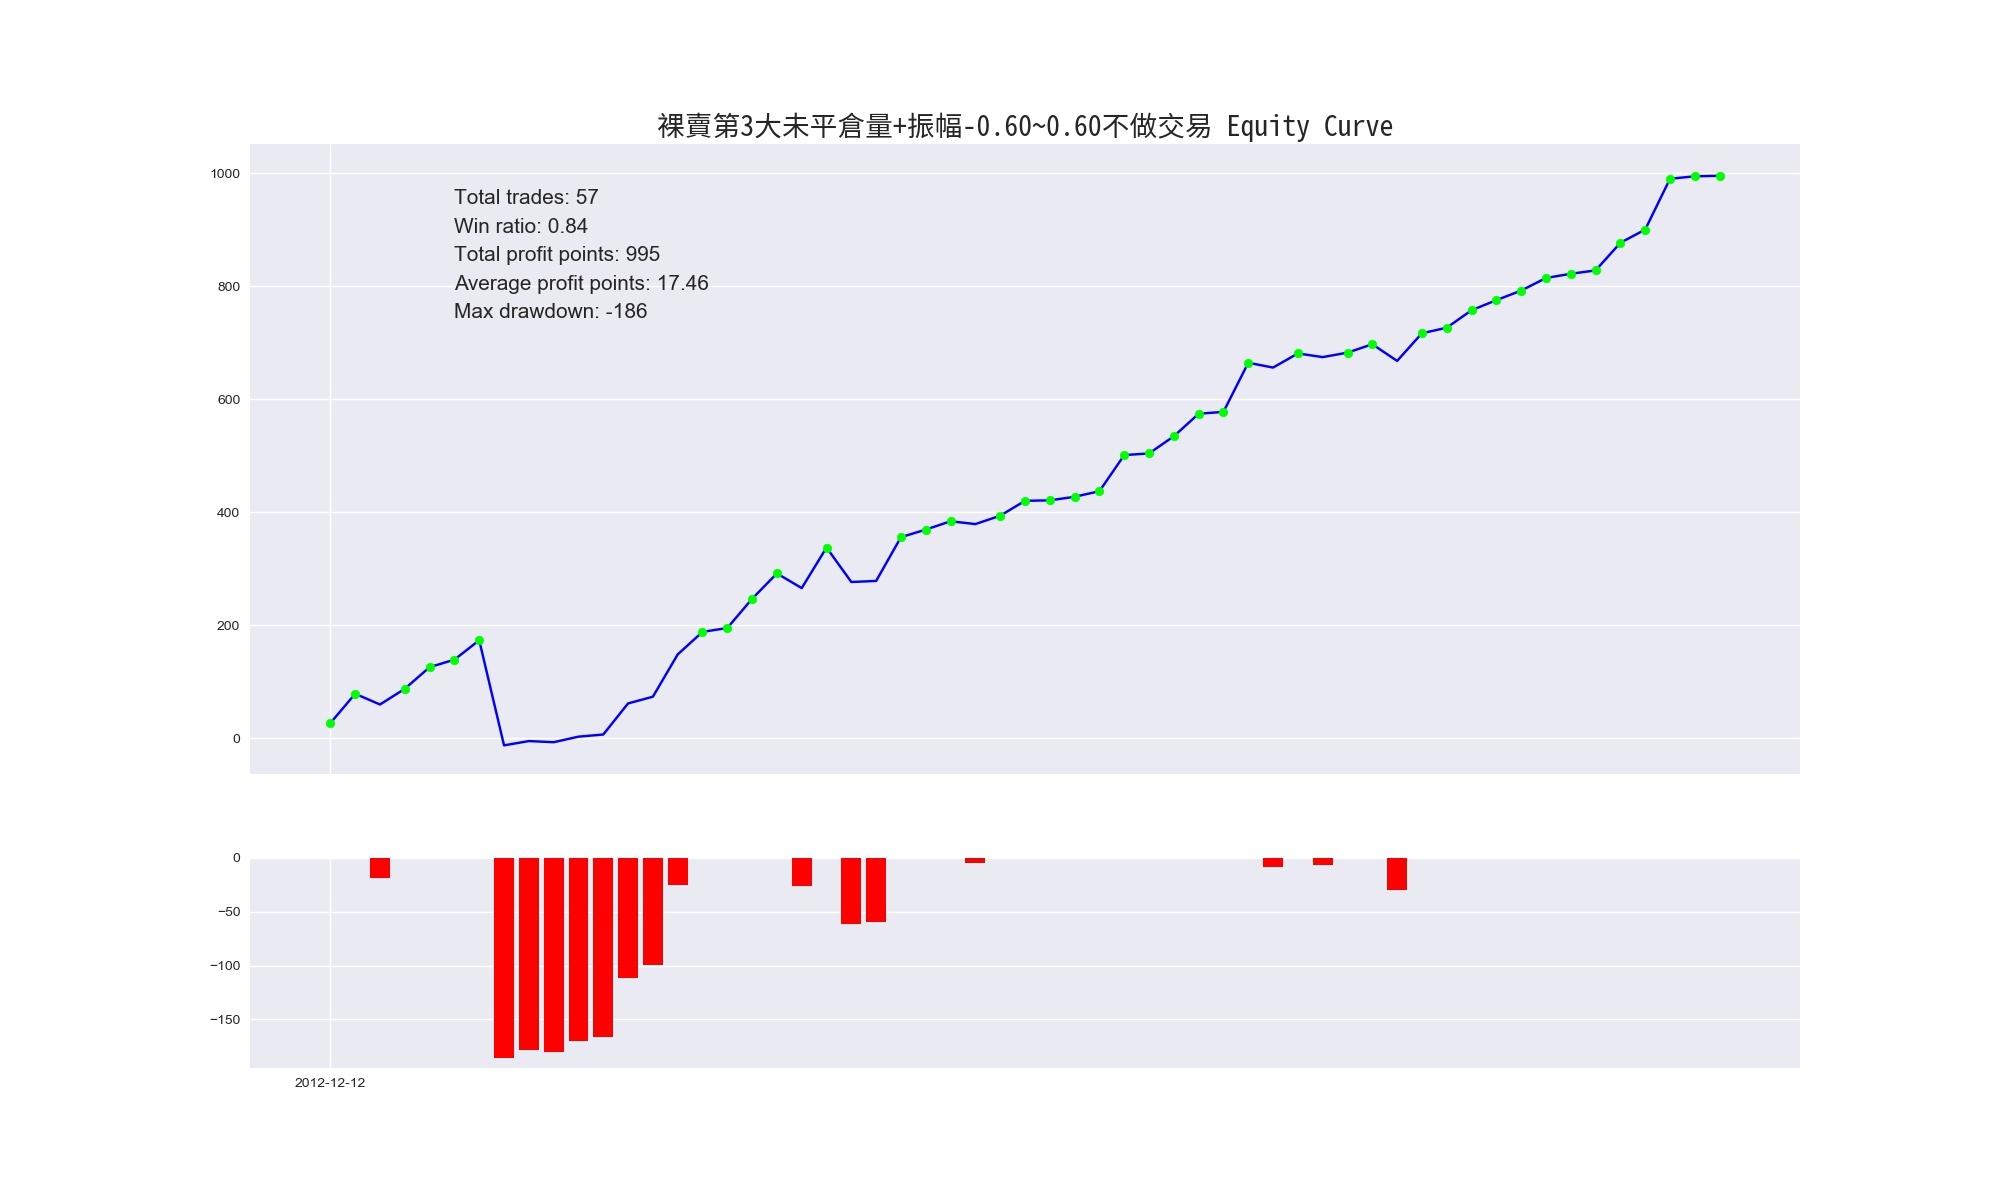 裸賣第3大未平倉量+振幅-0.60~0.60不做交易 Equity Curve
1000
800
600
400
200
0
Total trades: 57
Win ratio: 0.84
Total profit points: 995
Average profit points: 17.46
Max drawdown: -186
0
−50
−100
−150
2012-12-12